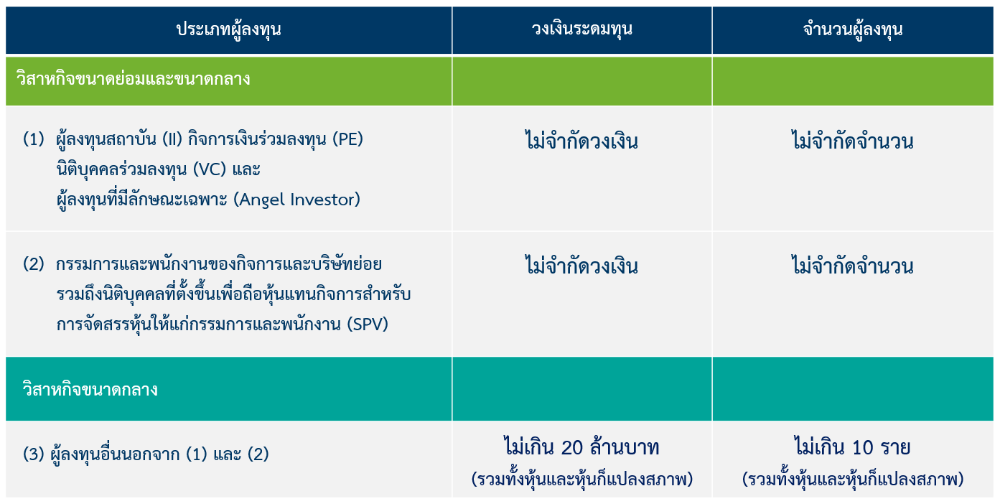 ประเภทผู้ลงทุน วงเงินระดมทุน จำนวนผู้ลงทุน
วิสาหกิจขนาดย่อมและขนาดกลาง
(1) ผู้ลงทุนสถาบัน (II) กิจการเงินร่วมลงทุน (PE) ไม่จำกัดวงเงิน ไม่จำกัดจำนวน
นิติบุคคลร่วมลงทุน (VC) และ
ผู้ลงทุนที่มีลักษณะเฉพาะ (Angel Investor)
(2) กรรมการและพนักงานของกิจการและบริษัทย่อย ไม่จำกัดวงเงิน ไม่จำกัดจำนวน
รวมถึงนิติบุคคลที่ตั้งขึ้นเพื่อถือหุ้นแทนกิจการสำหรับ
การจัดสรรหุ้นให้แก่กรรมการและพนักงาน (SPV)
วิสาหกิจขนาดกลาง
(3) ผู้ลงทุนอื่นนอกจาก (1) และ (2) ไม่เกิน 20 ล้านบาท ไม่เกิน 10 ราย
(รวมทั้งหุ้นและหุ้นก็แปลงสภาพ) (รวมทั้งหุ้นและหุ้นก็แปลงสภาพ)